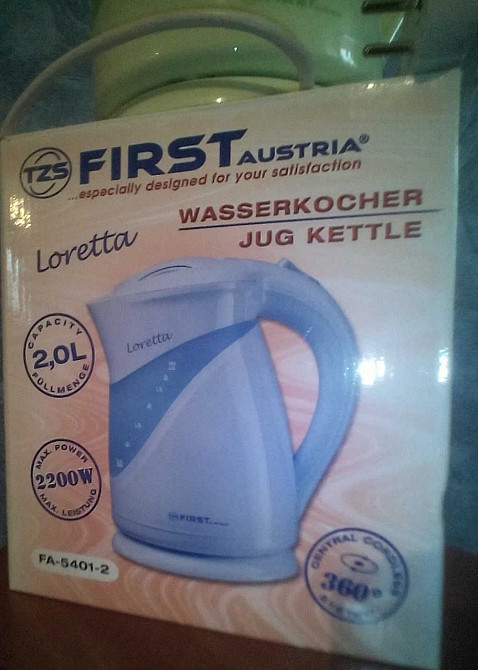 TZS FIRST AUSTRIA®
...especially designed for your satisfaction
WASSERKOCHER
JUG KETTLE
Loretta
Loretta
CAPACITY
2,0L
FÜLLMENGE
MAX. POWER
2200W
MAX. LEISTUNG
FIRST
FA-5401-2
CENTRAL CORDLESS
360°